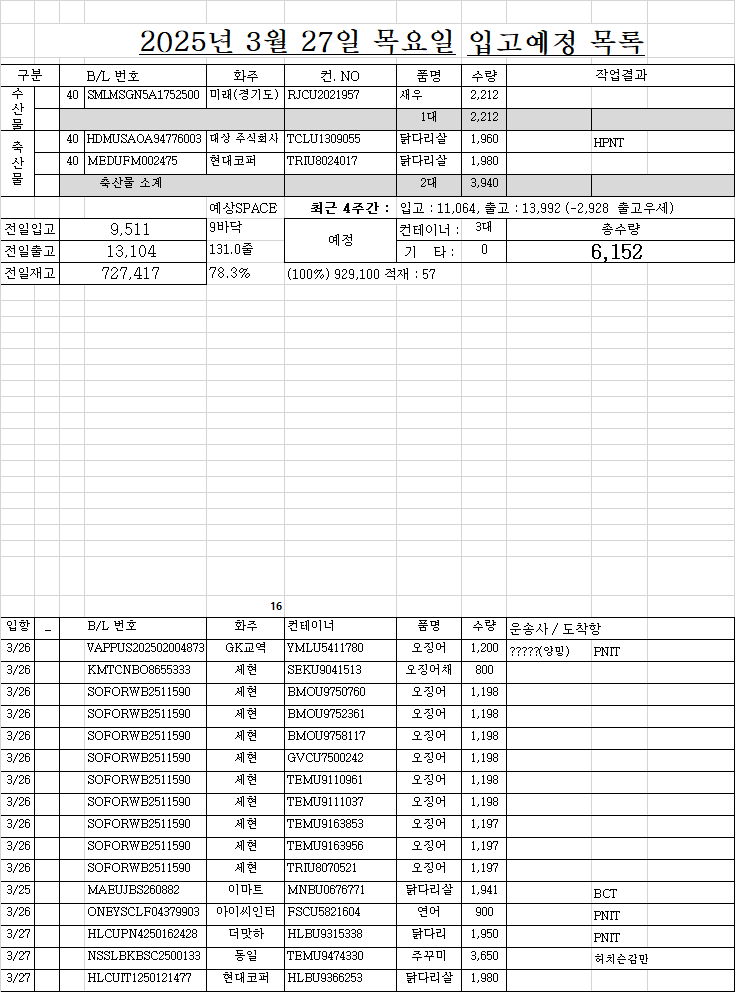 2025년 3월 27일 목요일 입고예정 목록
구분 B/L 번호 화주 컨. NO 품명 수량 작업결과
수산물 40 SMLMSGN5A1752500 미래(경기도) RJCU2021957 새우 2,212
1대 2,212
축산물 40 HDMUSAOA94776003 대상 주식회사 TCLU1309055 닭다리살 1,960 HPNT
40 MEDUFM002475 현대코퍼 TRIU8024017 닭다리살 1,980
축산물 소계 2대 3,940
예상SPACE 최근 4주간 : 입고 : 11,064, 출고 : 13,992 (-2,928 출고우세)
전일입고 9,511 9바닥 예정 컨테이너 : 3대 총수량
전일출고 13,104 131.0줄 기 타 : 0 6,152
전일재고 727,417 78.3% (100%) 929,100 적재 : 57
16
입항 _ B/L 번호 화주 컨테이너 품명 수량 운송사 / 도착항
3/26 VAPPUS202502004873 GK교역 YMLU5411780 오징어 1,200 ?????(양밍) PNIT
3/26 KMTCNBO8655333 세현 SEKU9041513 오징어채 800
3/26 SOFORWB2511590 세현 BMOU9750760 오징어 1,198
3/26 SOFORWB2511590 세현 BMOU9752361 오징어 1,198
3/26 SOFORWB2511590 세현 BMOU9758117 오징어 1,198
3/26 SOFORWB2511590 세현 GVCU7500242 오징어 1,198
3/26 SOFORWB2511590 세현 TEMU9110961 오징어 1,198
3/26 SOFORWB2511590 세현 TEMU9111037 오징어 1,198
3/26 SOFORWB2511590 세현 TEMU9163853 오징어 1,197
3/26 SOFORWB2511590 세현 TEMU9163956 오징어 1,197
3/26 SOFORWB2511590 세현 TRIU8070521 오징어 1,197
3/25 MAEUJBS260882 이마트 MNBU0676771 닭다리살 1,941 BCT
3/26 ONEYSCLF04379903 아이씨인터 FSCU5821604 연어 900 PNIT
3/27 HLCUPN4250162428 더맛하 HLBU9315338 닭다리 1,950 PNIT
3/27 NSSLBKBSC2500133 동일 TEMU9474330 주꾸미 3,650 허치슨감만
3/27 HLCUIT1250121477 현대코퍼 HLBU9366253 닭다리살 1,980